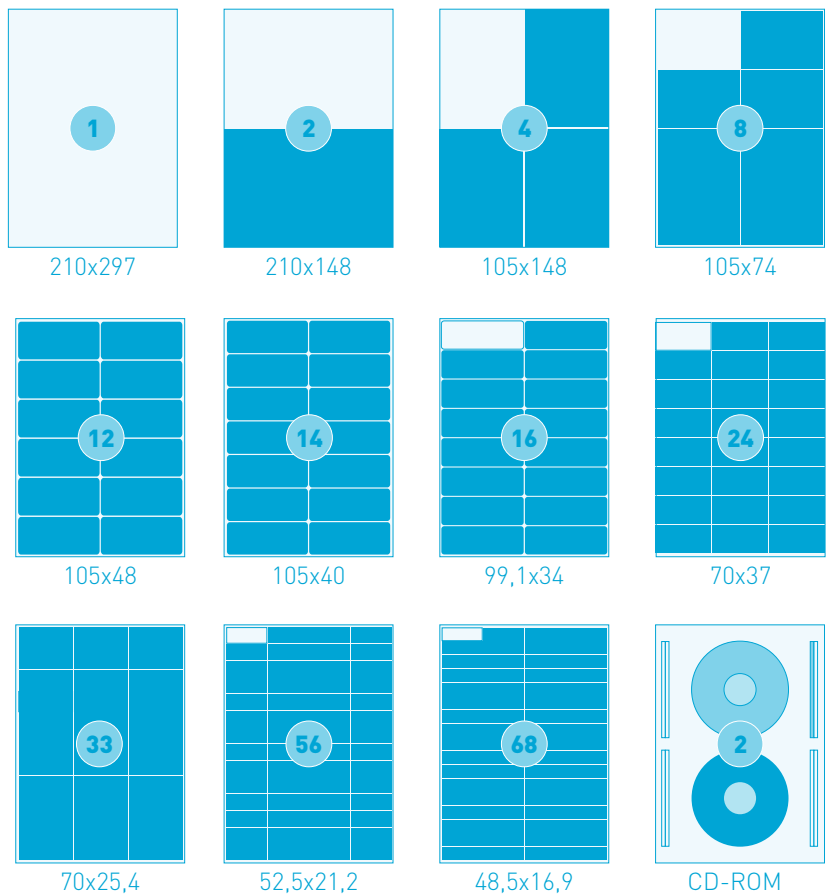 1
2
4
8
210x297
210x148
105x148
105x74
12
14
16
24
105x48
105x40
99,1x34
70x37
33
56
68
2
70x25,4
52,5x21,2
48,5x16,9
CD-ROM